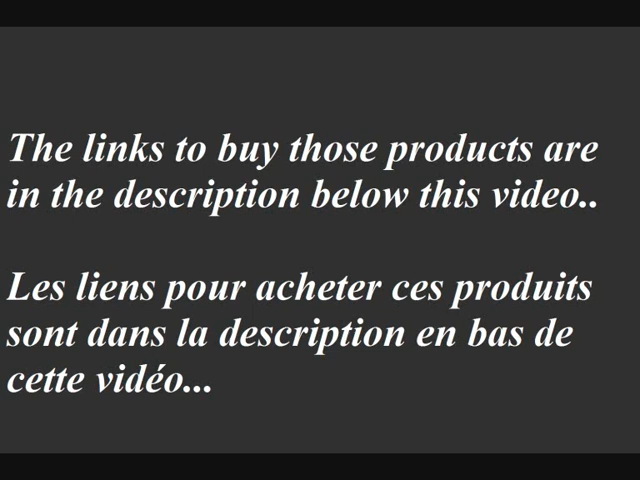 The links to buy those products are
in the description below this video..
Les liens pour acheter ces produits
sont dans la description en bas de
cette vidéo...